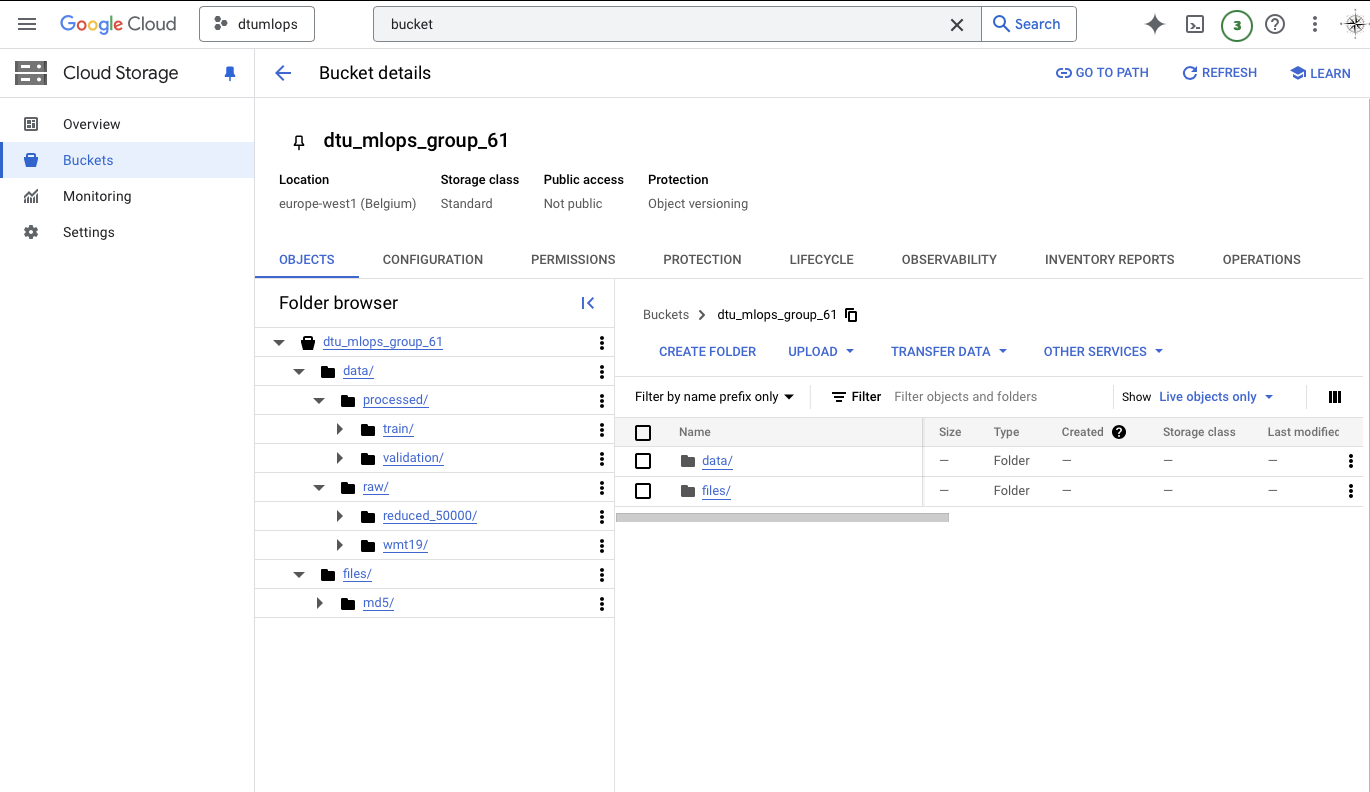 Google Cloud dtumlops bucket Search 3
Cloud Storage Bucket details GO TO PATH REFRESH LEARN
Overview
Buckets
Monitoring
Settings
dtu_mlops_group_61
Location Storage class Public access Protection
europe-west1 (Belgium) Standard Not public Object versioning
OBJECTS CONFIGURATION PERMISSIONS PROTECTION LIFECYCLE OBSERVABILITY INVENTORY REPORTS OPERATIONS
Folder browser
dtu_mlops_group_61
data/
processed/
train/
validation/
raw/
reduced_50000/
wmt19/
files/
md5/
Buckets > dtu_mlops_group_61
CREATE FOLDER UPLOAD TRANSFER DATA OTHER SERVICES
Filter by name prefix only Filter Filter objects and folders Show Live objects only
Name Size Type Created ? Storage class Last modified
data/ — Folder — — —
files/ — Folder — — —